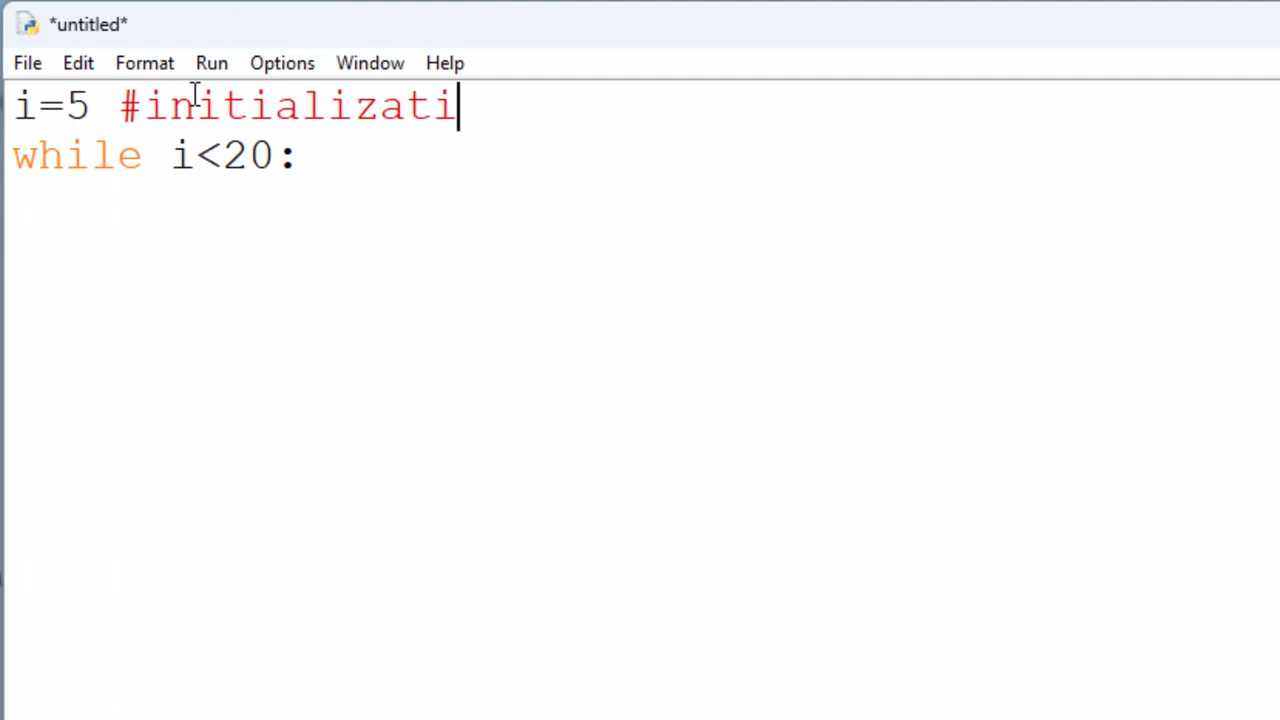 *untitled*
File Edit Format Run Options Window Help
i=5 #initializati
while i<20: